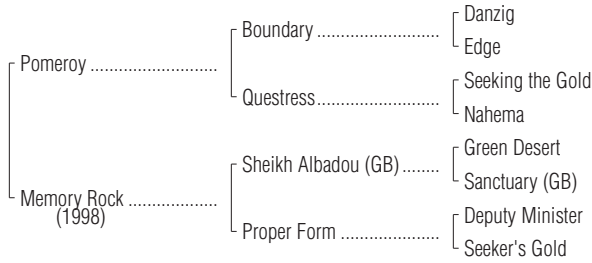 Danzig
Boundary ........................
Edge
Pomeroy .........................
Seeking the Gold
Questress........................
Nahema
Green Desert
Sheikh Albadou (GB)........
Sanctuary (GB)
Memory Rock ..................
(1998)
Deputy Minister
Proper Form ...................
Seeker's Gold